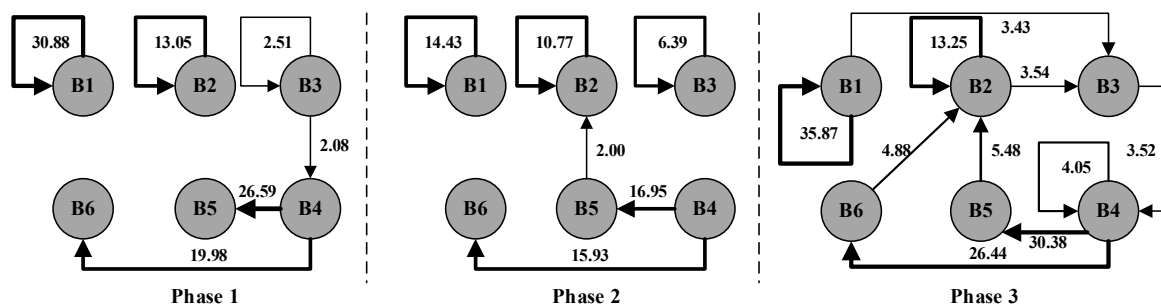 30.88 13.05 2.51
B1 B2 B3
2.08
26.59
B6 B5 B4
19.98
Phase 1
14.43 10.77 6.39
B1 B2 B3
2.00
16.95
B6 B5 B4
15.93
Phase 2
13.25 3.43
B1 B2 3.54 B3
35.87
4.88 5.48 3.52
4.05
B6 B5 B4
30.38
26.44
Phase 3